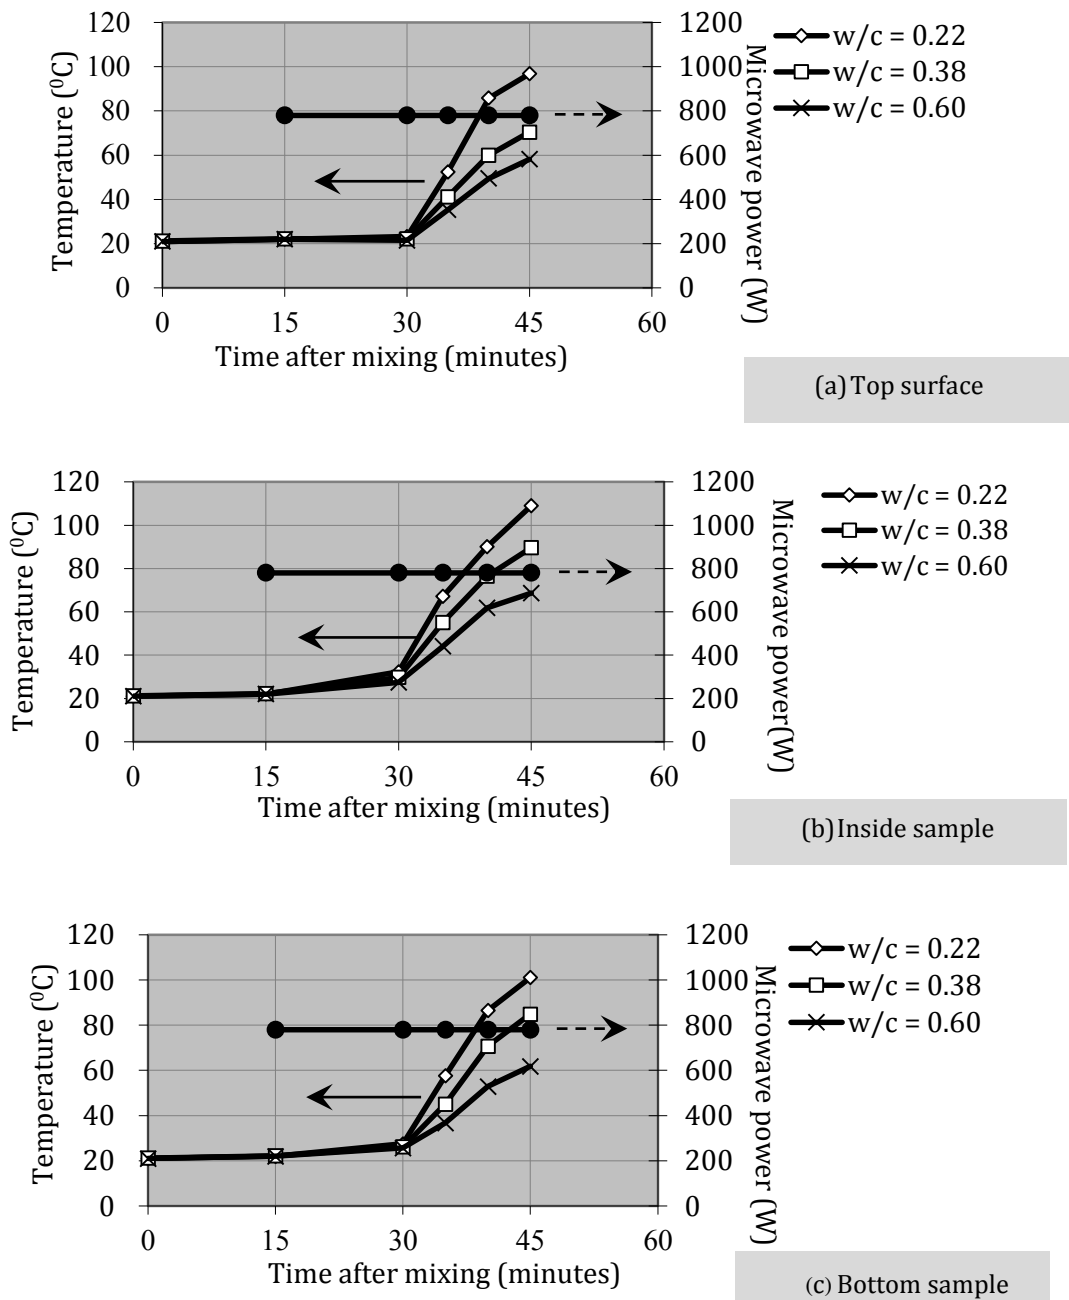 120
100
80
60
40
20
0
Temperature (⁰C)
1200
1000
800
600
400
200
0
Microwave power (W)
0 15 30 45 60
Time after mixing (minutes)
w/c = 0.22
w/c = 0.38
w/c = 0.60
(a) Top surface
120
100
80
60
40
20
0
Temperature (⁰C)
1200
1000
800
600
400
200
0
Microwave power(W)
0 15 30 45 60
Time after mixing (minutes)
w/c = 0.22
w/c = 0.38
w/c = 0.60
(b) Inside sample
120
100
80
60
40
20
0
Temperature (⁰C)
1200
1000
800
600
400
200
0
Microwave power (W)
0 15 30 45 60
Time after mixing (minutes)
w/c = 0.22
w/c = 0.38
w/c = 0.60
(c) Bottom sample